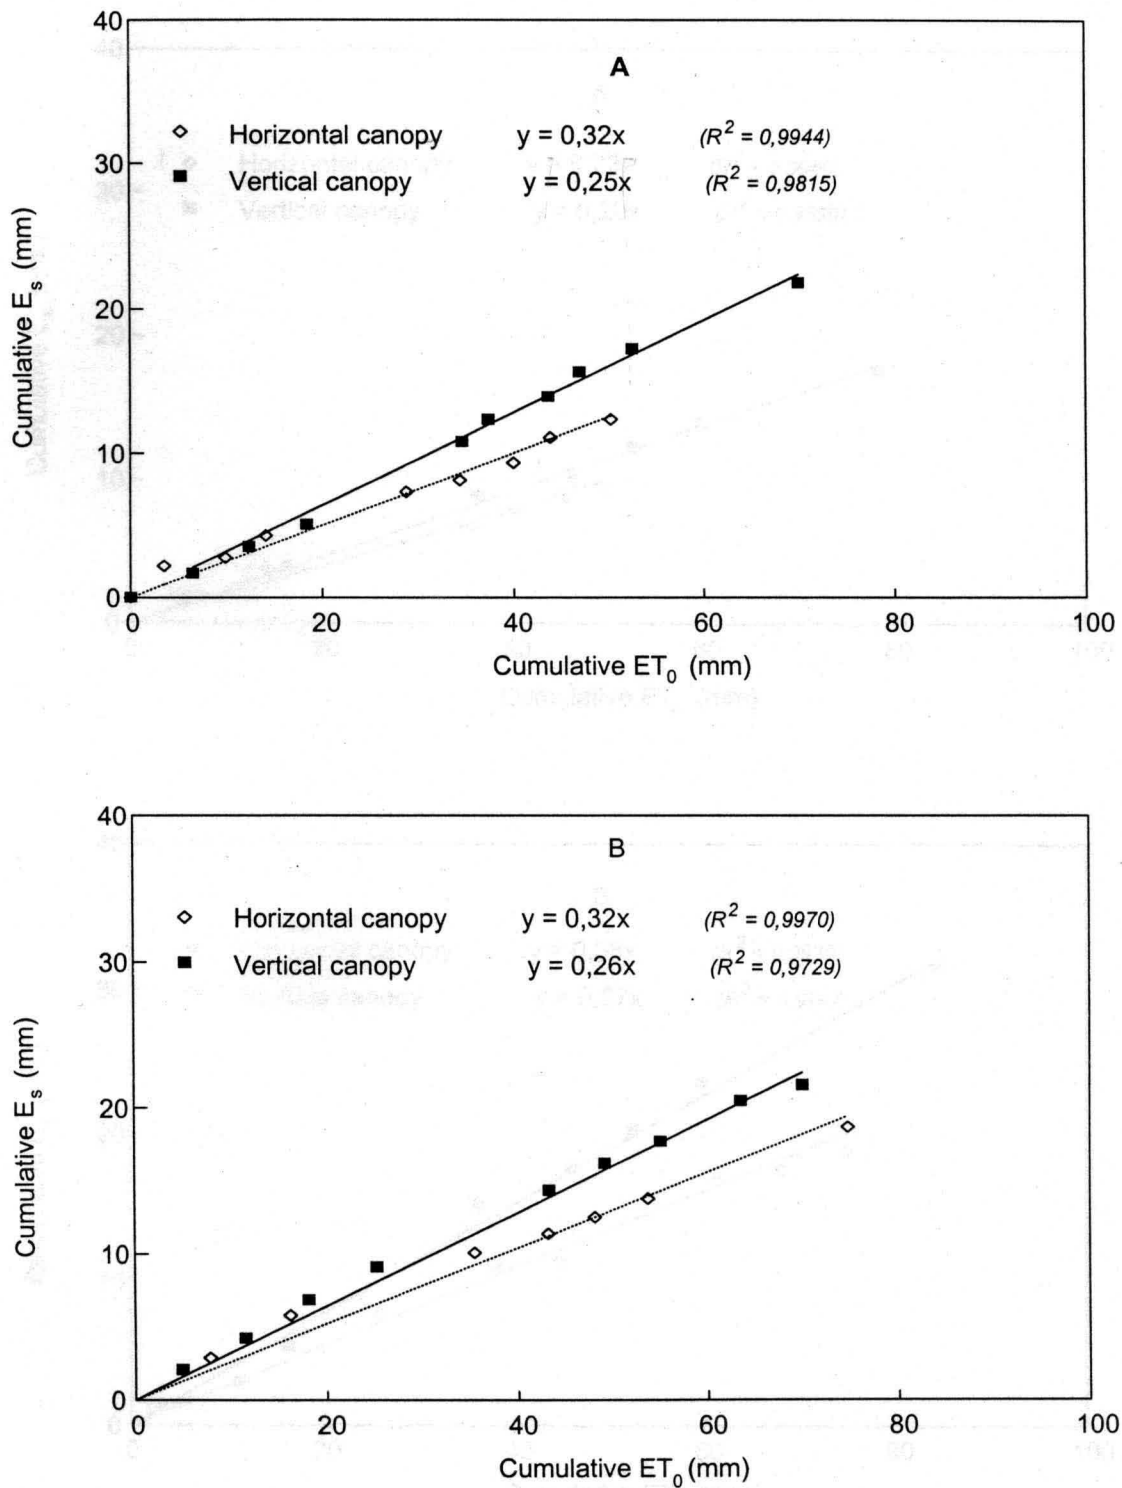 40
A
Horizontal canopy y = 0,32x (R² = 0,9944)
30
Vertical canopy y = 0,25x (R² = 0,9815)
Cumulative Es (mm)
20
10
0
0 20 40 60 80 100
Cumulative ET0 (mm)
40
B
Horizontal canopy y = 0,32x (R² = 0,9970)
30
Vertical canopy y = 0,26x (R² = 0,9729)
Cumulative Es (mm)
20
10
0
0 20 40 60 80 100
Cumulative ET0 (mm)